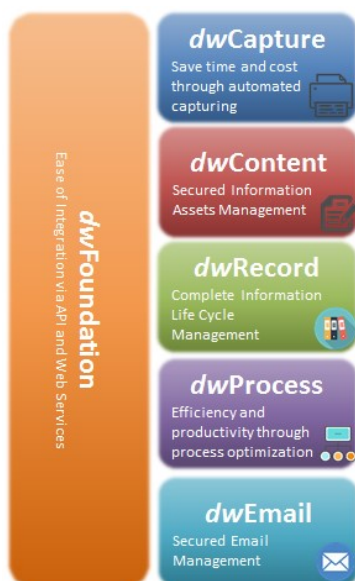 dwFoundation
Ease of Integration via API and Web Services
dwCapture
Save time and cost
through automated
capturing
dwContent
Secured Information
Assets Management
dwRecord
Complete Information
Life Cycle
Management
dwProcess
Efficiency and
productivity through
process optimization
dwEmail
Secured Email
Management